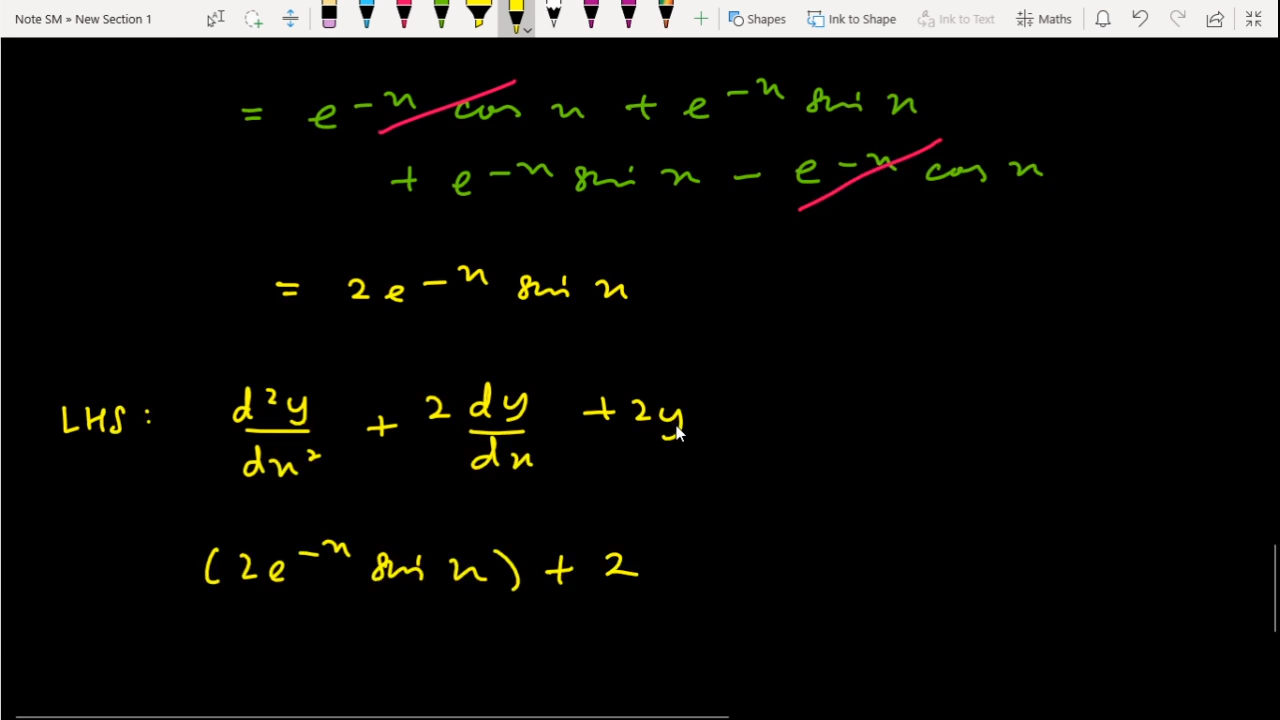 Note SM » New Section 1
Shapes Ink to Shape Ink to Text Maths
= e^-x cos x + e^-x sin x
+ e^-x sin x - e^-x cos x
= 2e^-x sin x
LHS: d²y/dx² + 2 dy/dx + 2y
(2e^-x sin x) + 2